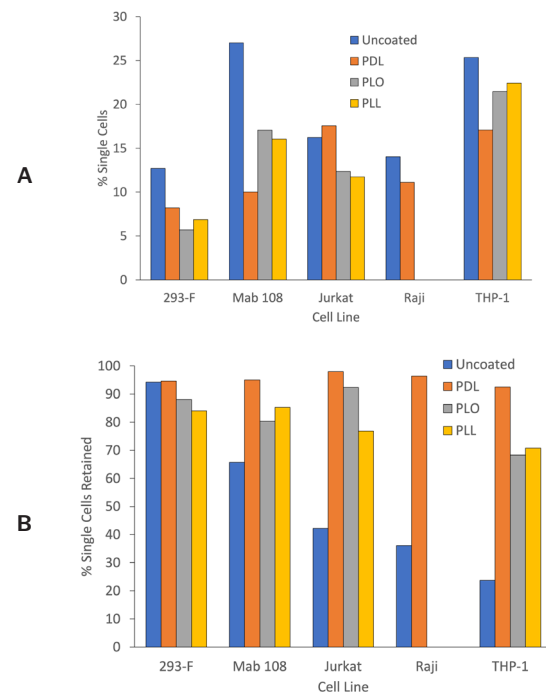 A
% Single Cells
30
25
20
15
10
5
0
Uncoated
PDL
PLO
PLL
293-F Mab 108 Jurkat Raji THP-1
Cell Line
B
% Single Cells Retained
100
90
80
70
60
50
40
30
20
10
0
Uncoated
PDL
PLO
PLL
293-F Mab 108 Jurkat Raji THP-1
Cell Line